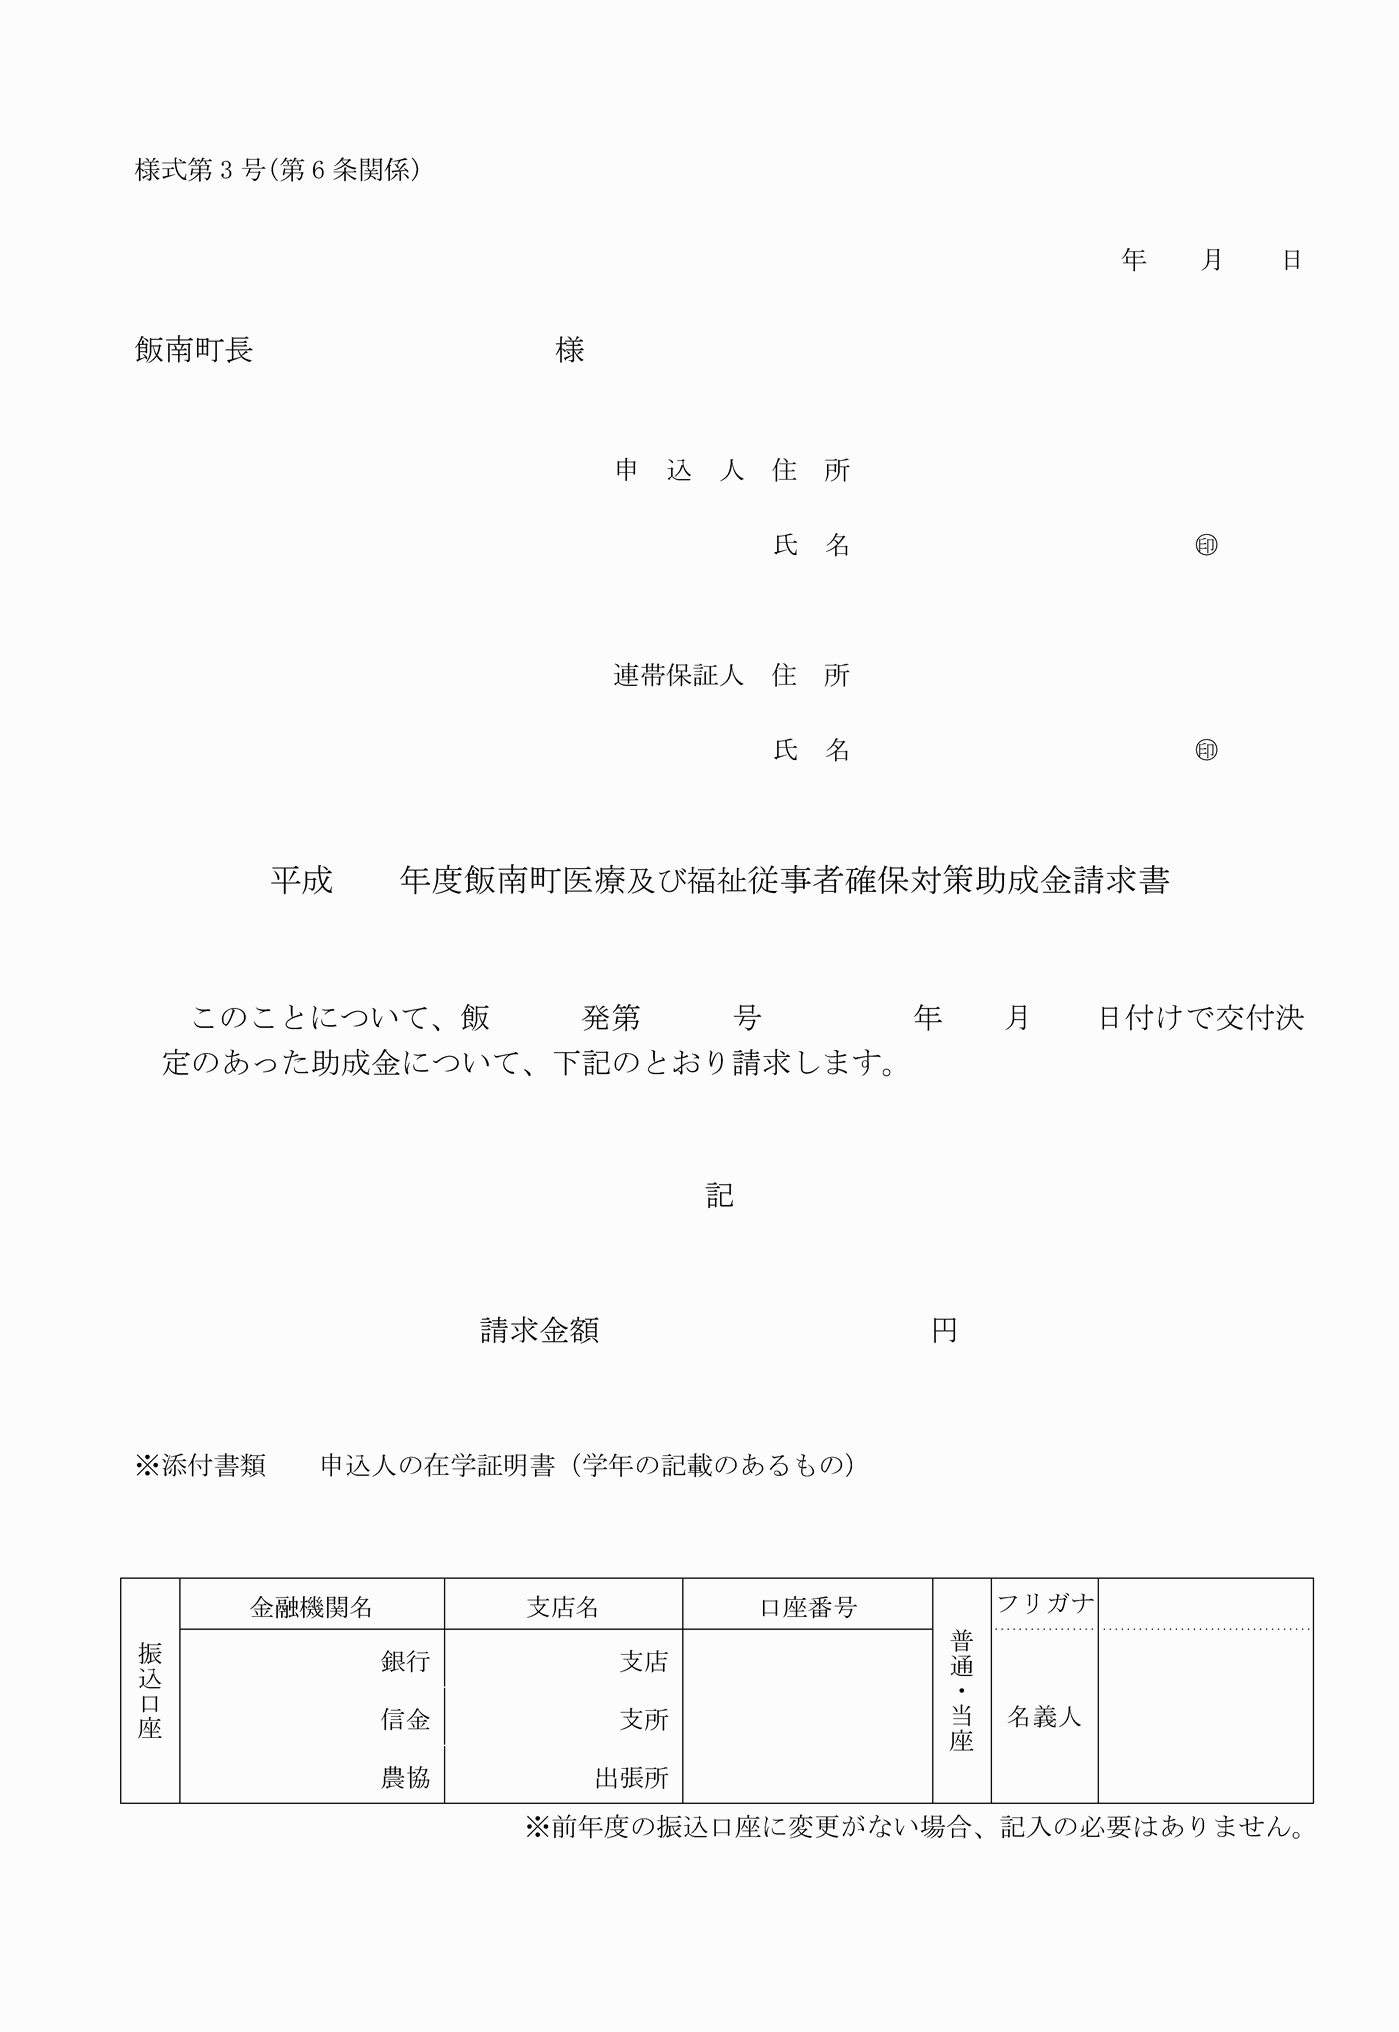 様式第3号(第6条関係)
年　　月　　日
飯南町長　　　　　　　　　　様
申　込　人　住　所
氏　名　　　　　　　　　　　　　㊞
連帯保証人　住　所
氏　名　　　　　　　　　　　　　㊞
平成　　年度飯南町医療及び福祉従事者確保対策助成金請求書
このことについて、飯　　　発第　　　号　　　　　年　　月　　日付けで交付決
定のあった助成金について、下記のとおり請求します。
記
請求金額　　　　　　　　　　　円
※添付書類　　申込人の在学証明書（学年の記載のあるもの）
振込口座
金融機関名　支店名　口座番号
銀行　支店
信金　支所
農協　出張所
普通・当座
フリガナ
名義人
※前年度の振込口座に変更がない場合、記入の必要はありません。